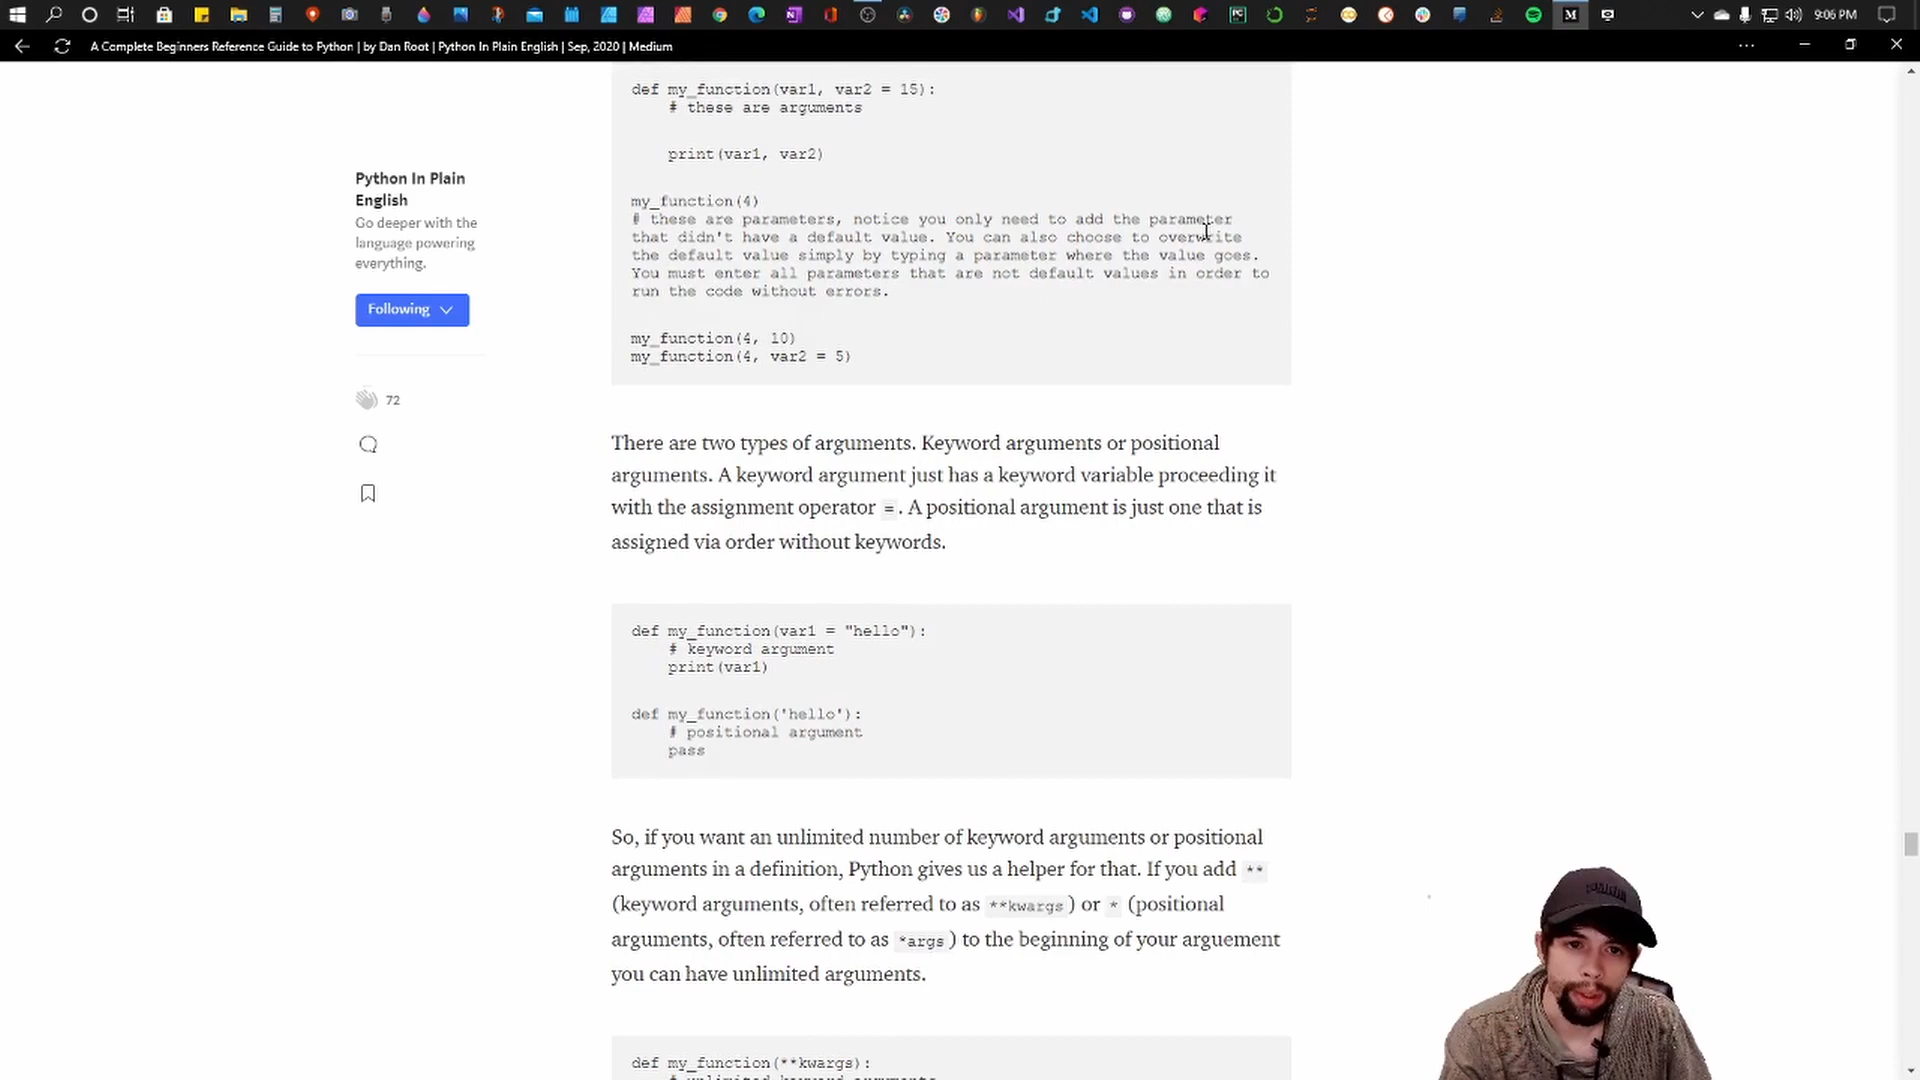 9:06 PM
A Complete Beginners Reference Guide to Python | by Dan Root | Python In Plain English | Sep, 2020 | Medium
def my_function(var1, var2 = 15):
# these are arguments
print(var1, var2)
my_function(4)
# these are parameters, notice you only need to add the parameter
that didn't have a default value. You can also choose to overwrite
the default value simply by typing a parameter where the value goes.
You must enter all parameters that are not default values in order to
run the code without errors.
my_function(4, 10)
my_function(4, var2 = 5)
Python In Plain
English
Go deeper with the
language powering
everything.
Following
72
There are two types of arguments. Keyword arguments or positional
arguments. A keyword argument just has a keyword variable proceeding it
with the assignment operator =. A positional argument is just one that is
assigned via order without keywords.
def my_function(var1 = "hello"):
# keyword argument
print(var1)
def my_function('hello'):
# positional argument
pass
So, if you want an unlimited number of keyword arguments or positional
arguments in a definition, Python gives us a helper for that. If you add **
(keyword arguments, often referred to as **kwargs) or * (positional
arguments, often referred to as *args) to the beginning of your arguement
you can have unlimited arguments.
def my_function(**kwargs):